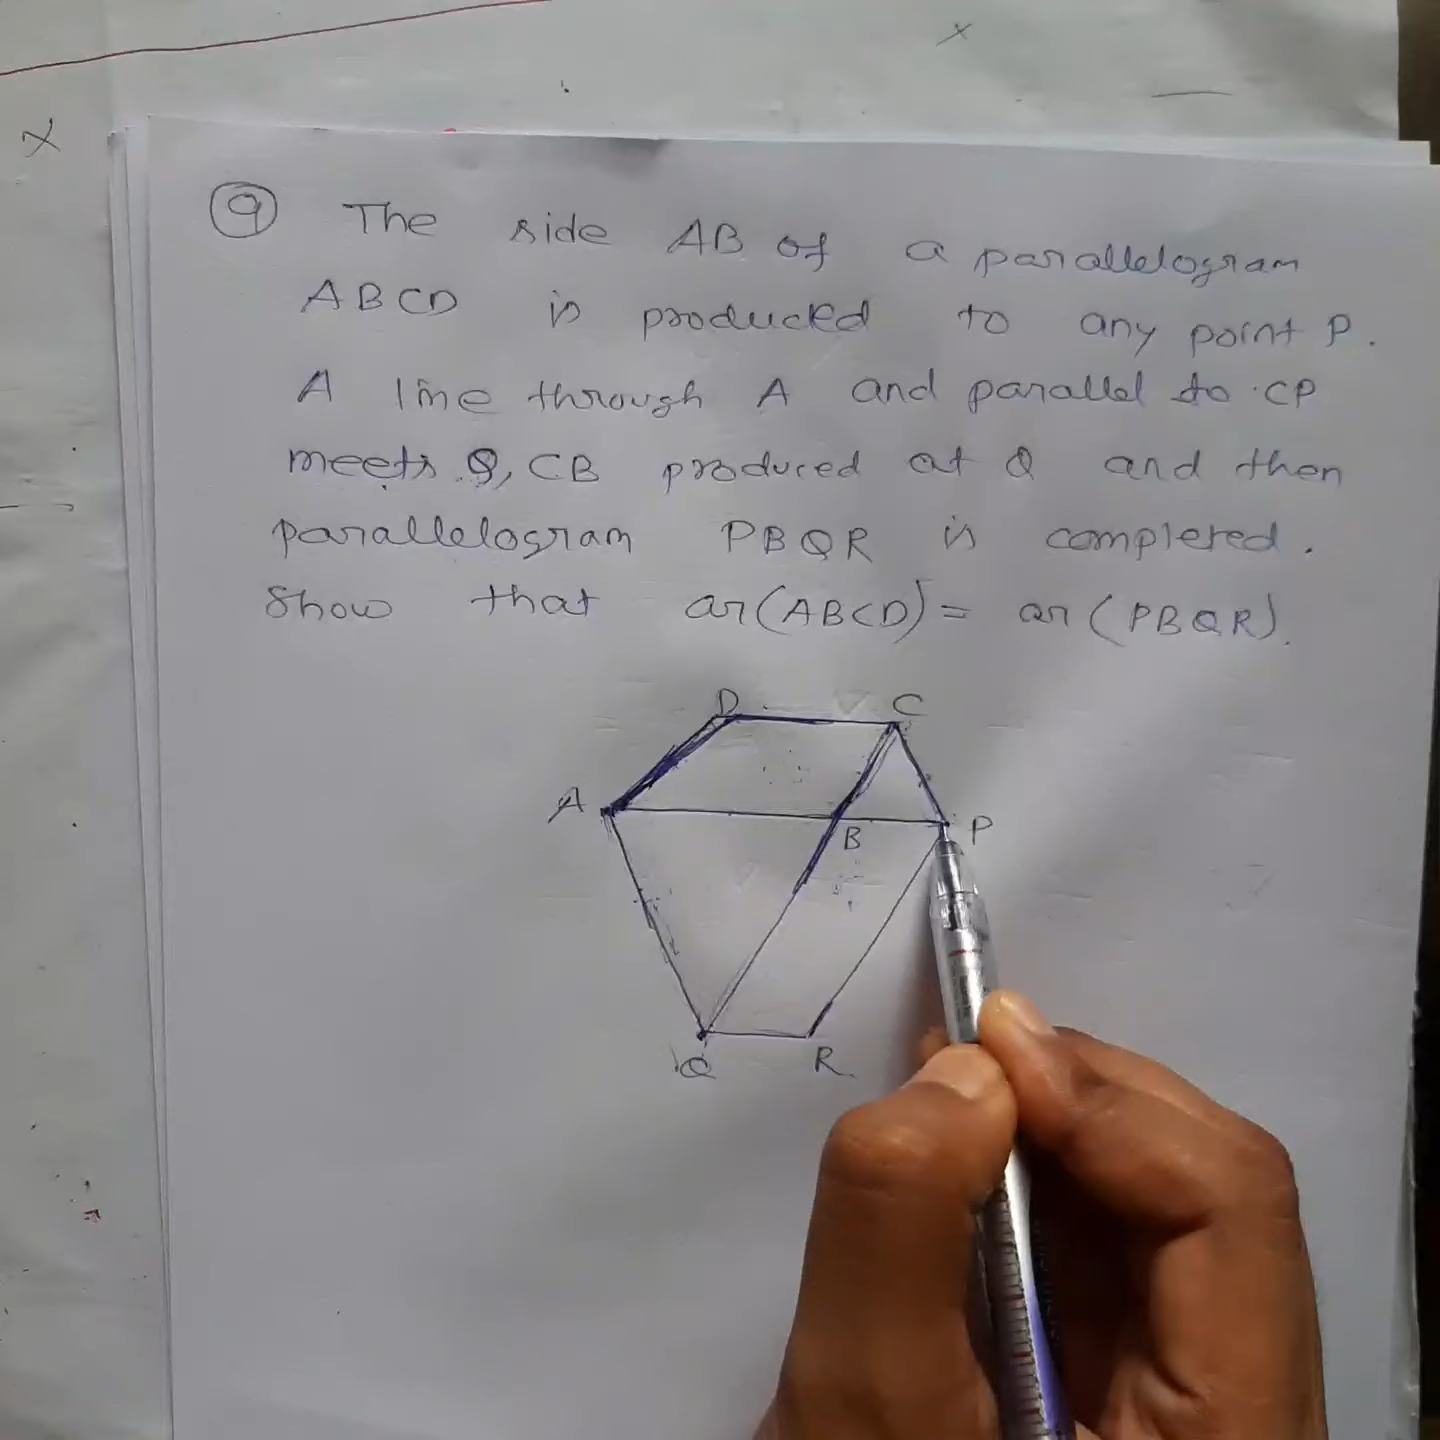 9 The side AB of a parallelogram
ABCD is produced to any point P.
A line through A and parallel to CP
meets Q, CB produced at Q and then
parallelogram PBQR is completed.
Show that ar(ABCD) = ar(PBQR).
D C
A B P
Q R